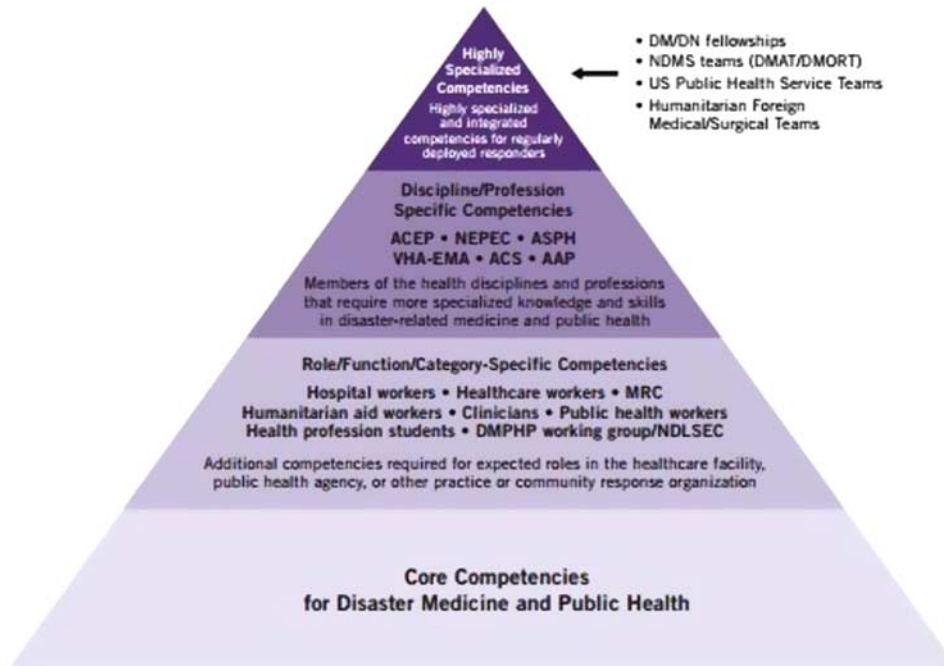 Highly
Specialized
Competencies
Highly specialized
and integrated
competencies for regularly
deployed responders
• DM/DN fellowships
• NDMS teams (DMAT/DMORT)
• US Public Health Service Teams
• Humanitarian Foreign
Medical/Surgical Teams
Discipline/Profession
Specific Competencies
ACEP • NEPEC • ASPH
VHA-EMA • ACS • AAP
Members of the health disciplines and professions
that require more specialized knowledge and skills
in disaster-related medicine and public health
Role/Function/Category-Specific Competencies
Hospital workers • Healthcare workers • MRC
Humanitarian aid workers • Clinicians • Public health workers
Health profession students • DMPHP working group/NDLSEC
Additional competencies required for expected roles in the healthcare facility,
public health agency, or other practice or community response organization
Core Competencies
for Disaster Medicine and Public Health